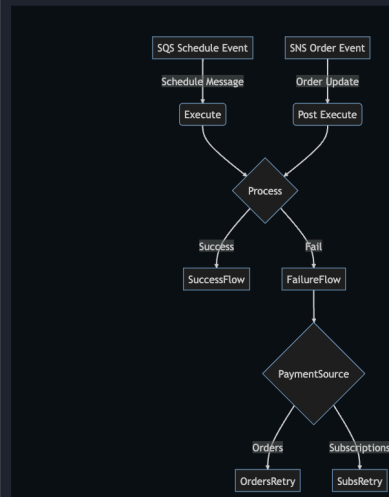 SQS Schedule Event
SNS Order Event
Schedule Message
Order Update
Execute
Post Execute
Process
Success
Fail
SuccessFlow
FailureFlow
PaymentSource
Orders
Subscriptions
OrdersRetry
SubsRetry